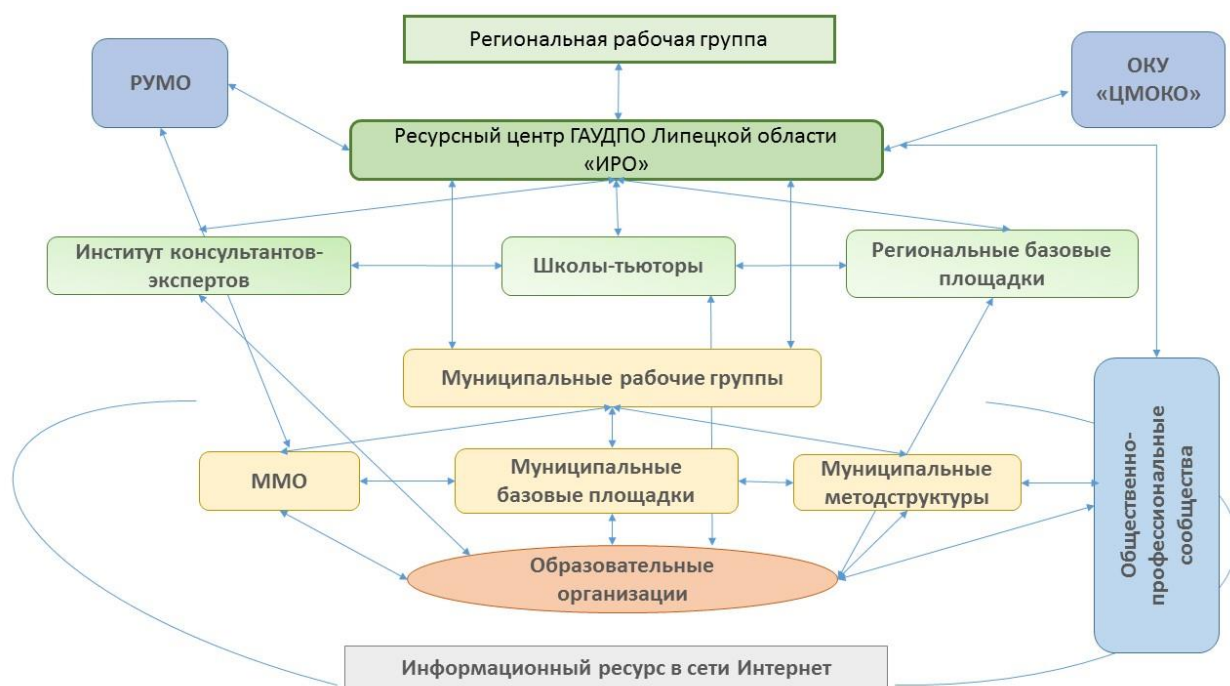 Региональная рабочая группа
РУМО
ОКУ
«ЦМОКО»
Ресурсный центр ГАУДПО Липецкой области
«ИРО»
Институт консультантов-
экспертов
Школы-тьюторы
Региональные базовые
площадки
Муниципальные рабочие группы
ММО
Муниципальные
базовые площадки
Муниципальные
методструктуры
Общественно-
профессиональные
сообщества
Образовательные
организации
Информационный ресурс в сети Интернет